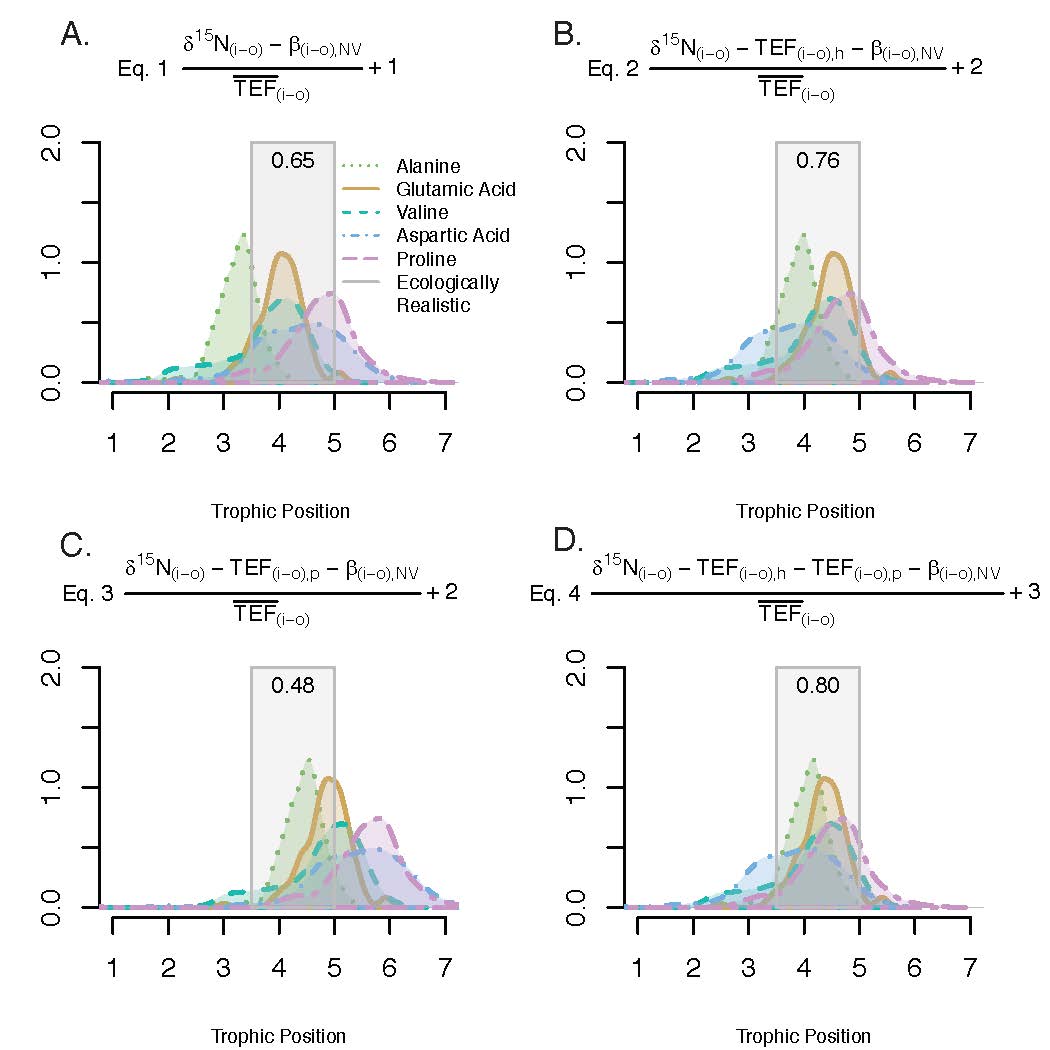 A.
Eq. 1 δ¹⁵N(i−o) − β(i−o),NV
TEF(i−o)
+ 1
B.
Eq. 2 δ¹⁵N(i−o) − TEF(i−o),h − β(i−o),NV
TEF(i−o)
+ 2
2.0
1.0
0.0
0.65
Alanine
Glutamic Acid
Valine
Aspartic Acid
Proline
Ecologically
Realistic
1 2 3 4 5 6 7
Trophic Position
2.0
1.0
0.0
0.76
1 2 3 4 5 6 7
Trophic Position
C.
Eq. 3 δ¹⁵N(i−o) − TEF(i−o),p − β(i−o),NV
TEF(i−o)
+ 2
D.
Eq. 4 δ¹⁵N(i−o) − TEF(i−o),h − TEF(i−o),p − β(i−o),NV
TEF(i−o)
+ 3
2.0
1.0
0.0
0.48
1 2 3 4 5 6 7
Trophic Position
2.0
1.0
0.0
0.80
1 2 3 4 5 6 7
Trophic Position